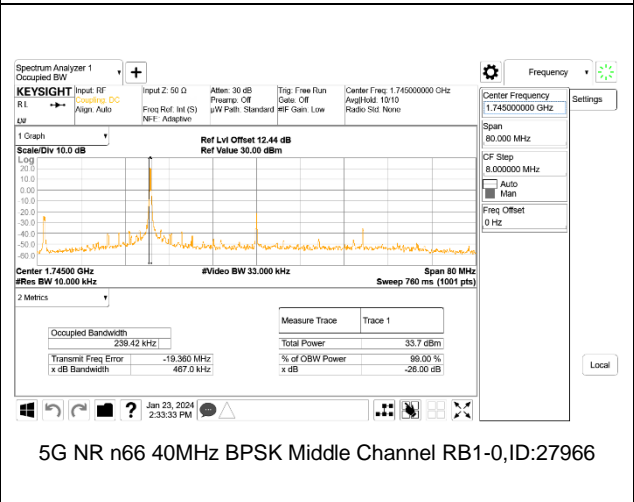 Spectrum Analyzer 1
Occupied BW
Frequency
KEYSIGHT Input: RF Input Z: 50 Ω Atten: 30 dB Trig: Free Run Center Freq: 1.745000000 GHz
RL Coupling: DC Preamp: Off Gate: Off Avg|Hold: 10/10
Align: Auto Freq Ref: Int (S) µW Path: Standard #IF Gain: Low Radio Std: None
NFE: Adaptive
Center Frequency
1.745000000 GHz
Settings
Span
80.000 MHz
CF Step
8.000000 MHz
Auto
Man
Freq Offset
0 Hz
1 Graph
Ref Lvl Offset 12.44 dB
Scale/Div 10.0 dB Ref Value 30.00 dBm
Log
20.0
10.0
0.00
-10.0
-20.0
-30.0
-40.0
-50.0
-60.0
Center 1.74500 GHz #Video BW 33.000 kHz Span 80 MHz
#Res BW 10.000 kHz Sweep 760 ms (1001 pts)
2 Metrics
Measure Trace Trace 1
Occupied Bandwidth
239.42 kHz Total Power 33.7 dBm
Transmit Freq Error -19.360 MHz % of OBW Power 99.00 %
x dB Bandwidth 467.0 kHz x dB -26.00 dB
Local
Jan 23, 2024
2:33:33 PM
5G NR n66 40MHz BPSK Middle Channel RB1-0,ID:27966